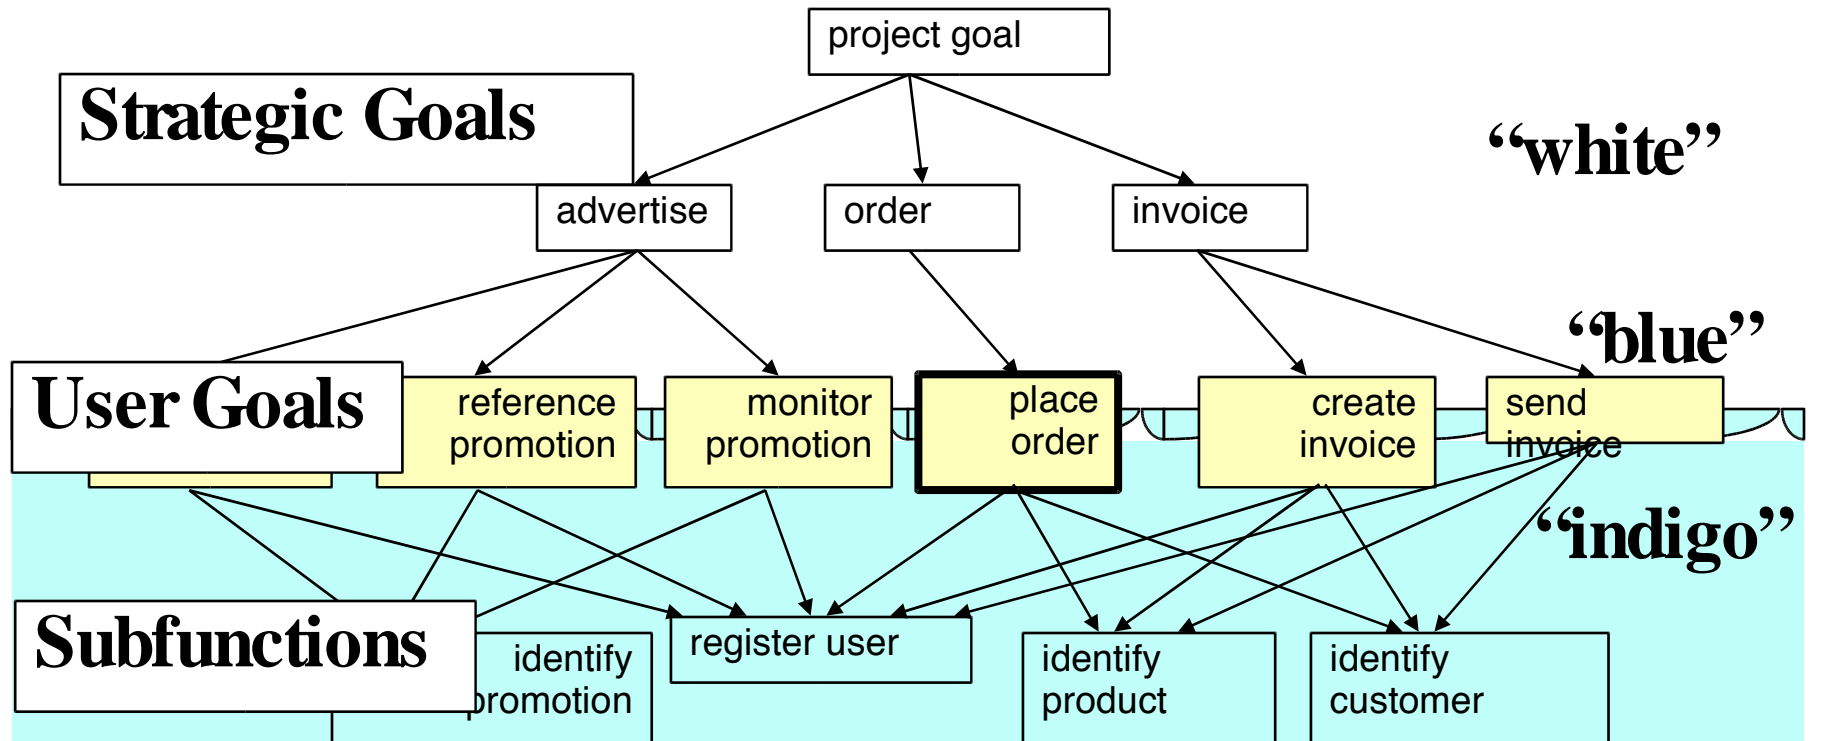 project goal
Strategic Goals
“white”
advertise
order
invoice
“blue”
User Goals
reference
promotion
monitor
promotion
place
order
create
invoice
send
invoice
“indigo”
Subfunctions
identify
promotion
register user
identify
product
identify
customer